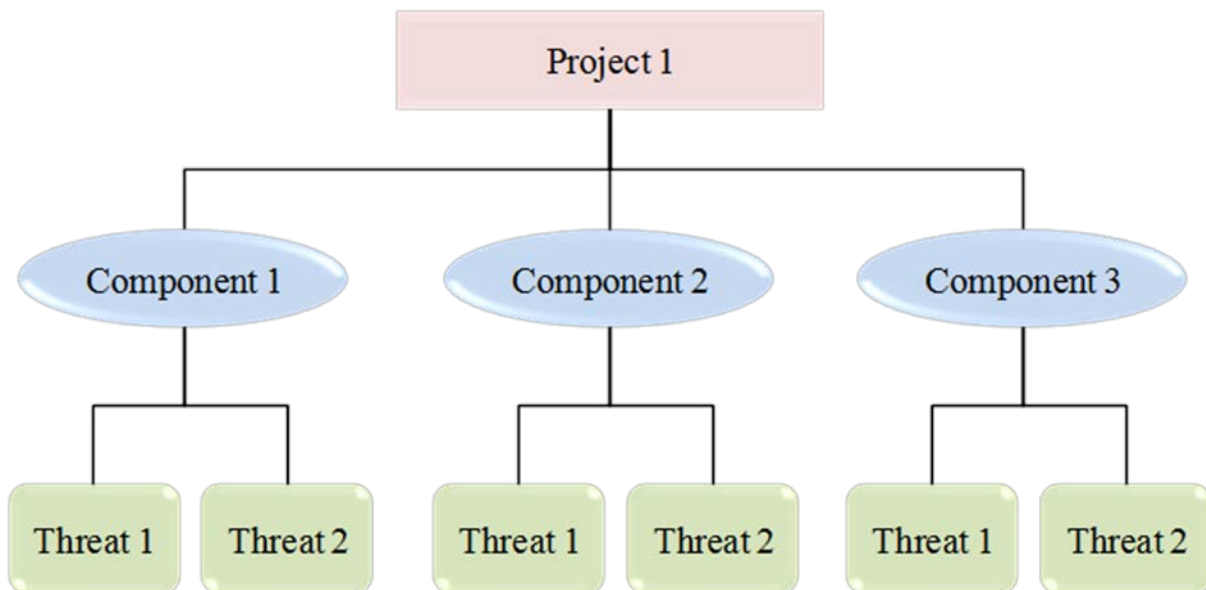 Project 1
Component 1
Component 2
Component 3
Threat 1
Threat 2
Threat 1
Threat 2
Threat 1
Threat 2